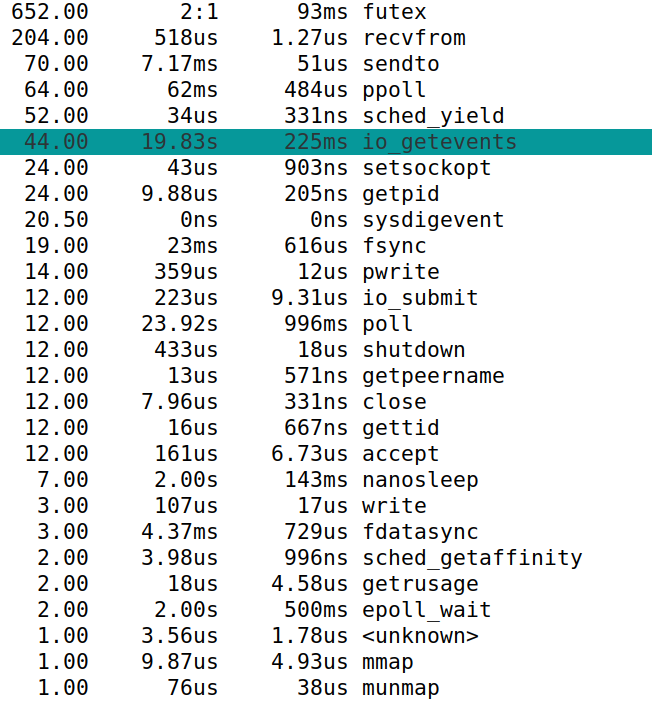 652.00 2:1 93ms futex
204.00 518us 1.27us recvfrom
70.00 7.17ms 51us sendto
64.00 62ms 484us ppoll
52.00 34us 331ns sched_yield
44.00 19.83s 225ms io_getevents
24.00 43us 903ns setsockopt
24.00 9.88us 205ns getpid
20.50 0ns 0ns sysdigevent
19.00 23ms 616us fsync
14.00 359us 12us pwrite
12.00 223us 9.31us io_submit
12.00 23.92s 996ms poll
12.00 433us 18us shutdown
12.00 13us 571ns getpeername
12.00 7.96us 331ns close
12.00 16us 667ns gettid
12.00 161us 6.73us accept
7.00 2.00s 143ms nanosleep
3.00 107us 17us write
3.00 4.37ms 729us fdatasync
2.00 3.98us 996ns sched_getaffinity
2.00 18us 4.58us getrusage
2.00 2.00s 500ms epoll_wait
1.00 3.56us 1.78us <unknown>
1.00 9.87us 4.93us mmap
1.00 76us 38us munmap